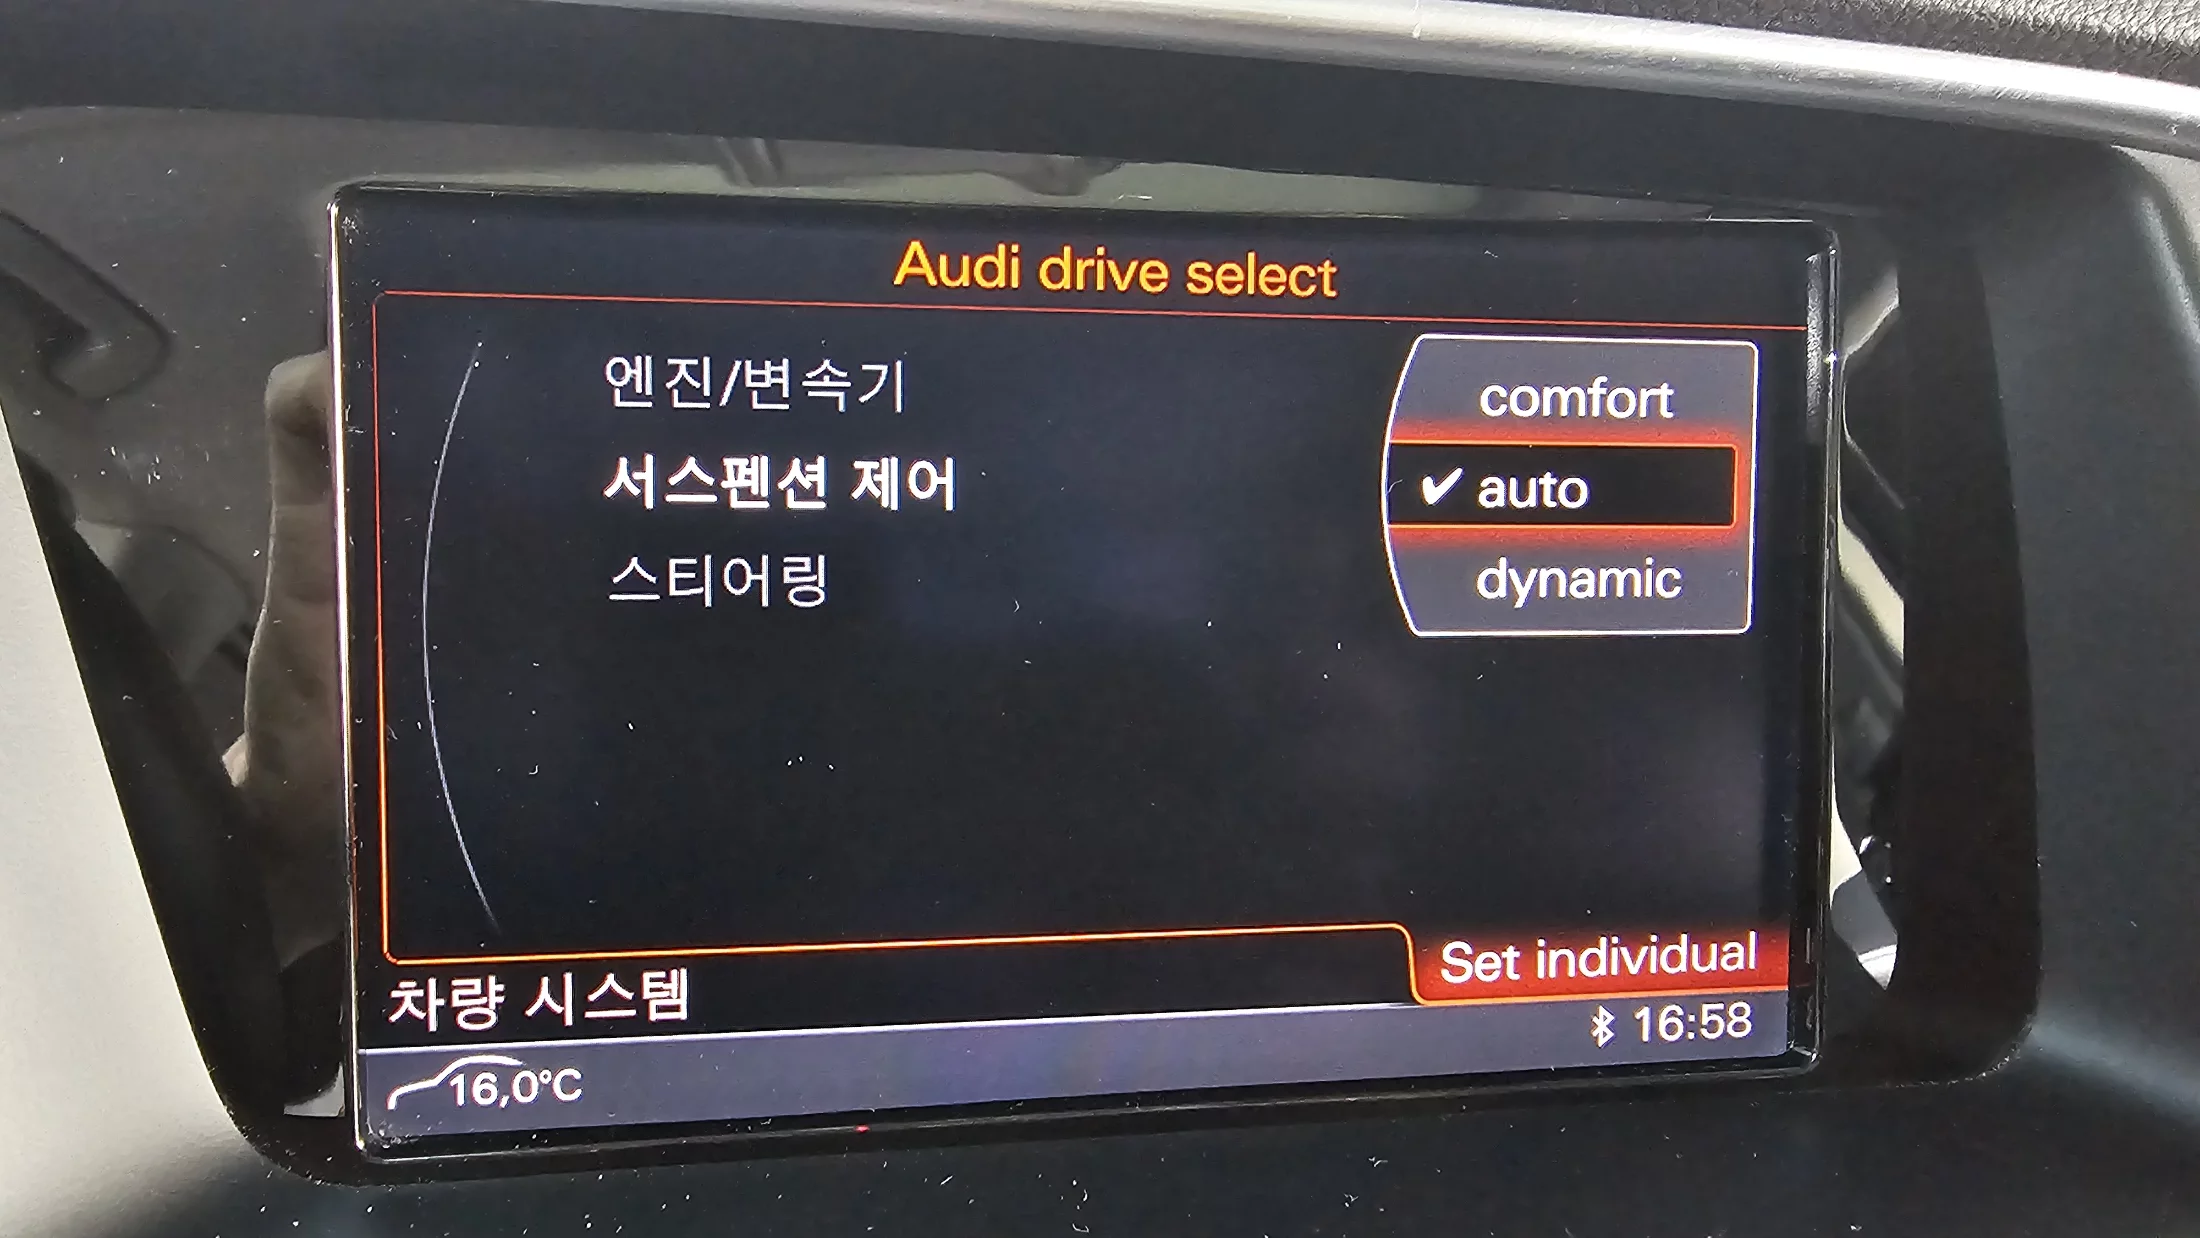 Audi drive select
엔진/변속기
comfort
서스펜션 제어
✔ auto
스티어링
dynamic
Set individual
차량 시스템
16:58
16,0°C